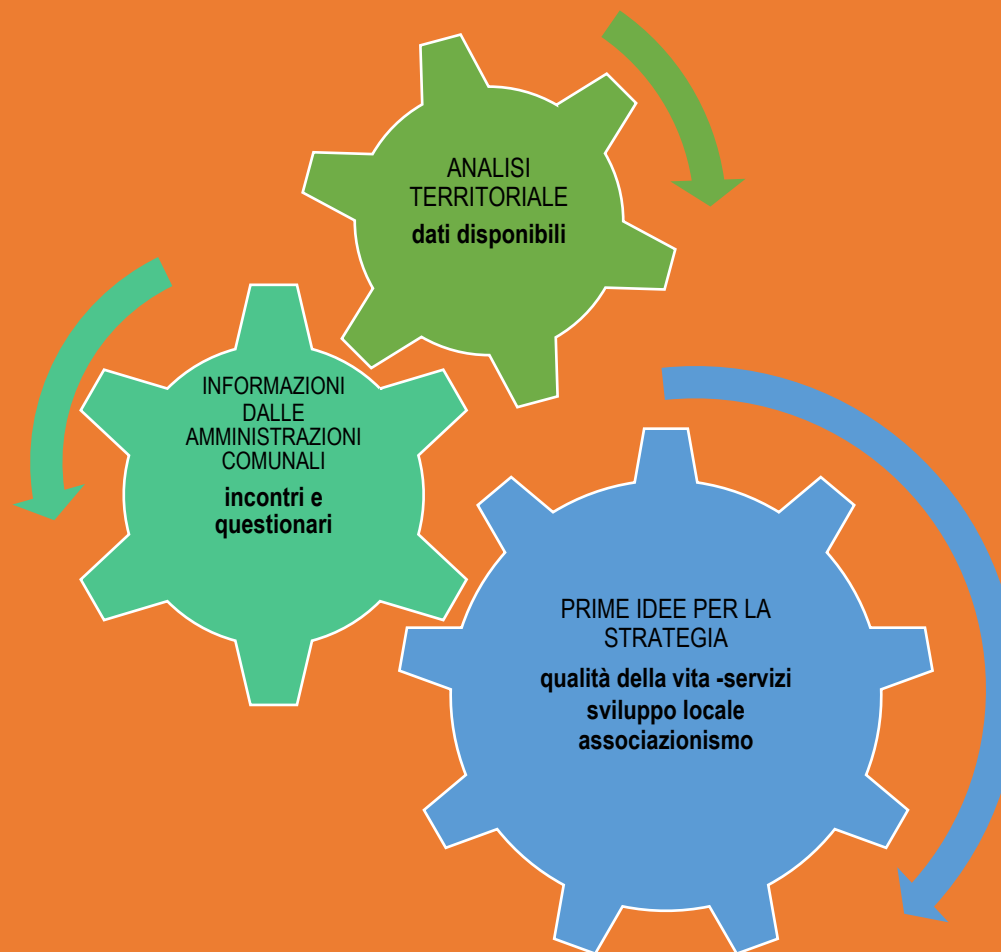 ANALISI
TERRITORIALE
dati disponibili
INFORMAZIONI
DALLE
AMMINISTRAZIONI
COMUNALI
incontri e
questionari
PRIME IDEE PER LA
STRATEGIA
qualità della vita -servizi
sviluppo locale
associazionismo